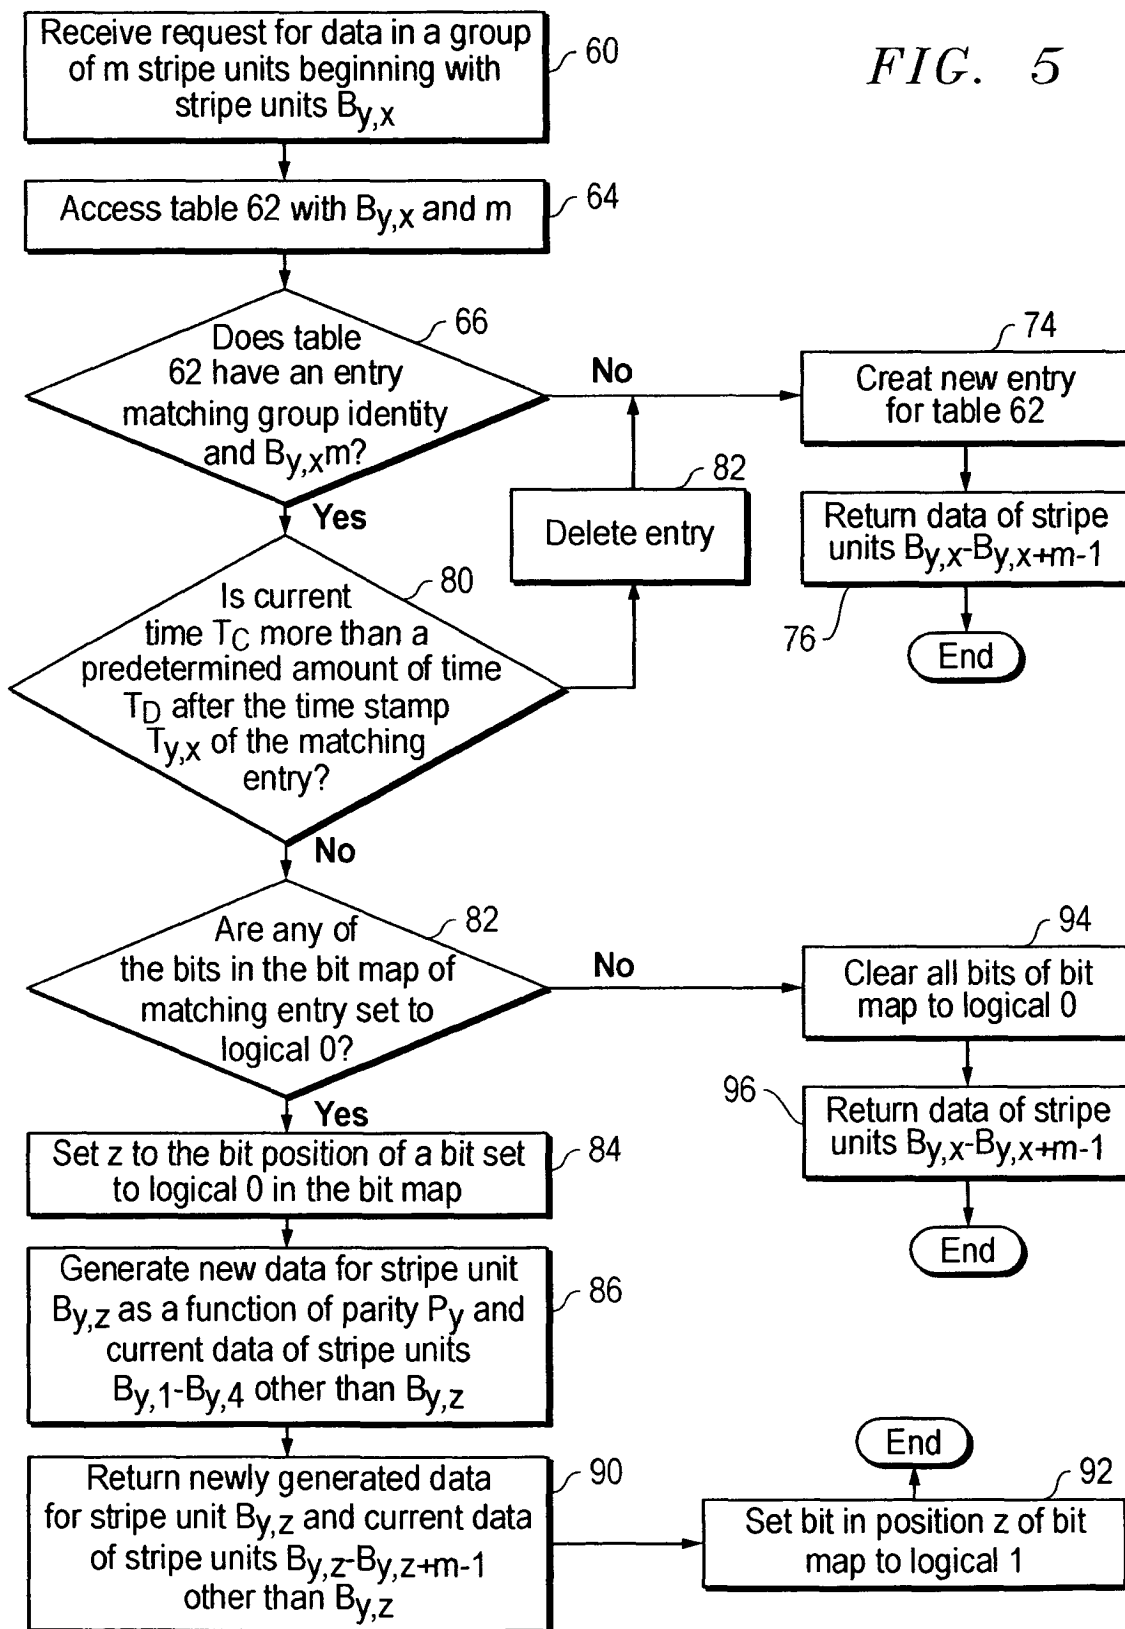 FIG. 5
Receive request for data in a group
of m stripe units beginning with
stripe units By,x
60
Access table 62 with By,x and m
64
Does table
62 have an entry
matching group identity
and By,xm?
66
No
Yes
Creat new entry
for table 62
74
Return data of stripe
units By,x-By,x+m-1
76
End
Delete entry
82
Is current
time TC more than a
predetermined amount of time
TD after the time stamp
Ty,x of the matching
entry?
80
No
Are any of
the bits in the bit map of
matching entry set to
logical 0?
82
No
Yes
Clear all bits of bit
map to logical 0
94
Return data of stripe
units By,x-By,x+m-1
96
End
Set z to the bit position of a bit set
to logical 0 in the bit map
84
Generate new data for stripe unit
By,z as a function of parity Py and
current data of stripe units
By,1-By,4 other than By,z
86
Return newly generated data
for stripe unit By,z and current data
of stripe units By,z-By,z+m-1
other than By,z
90
Set bit in position z of bit
map to logical 1
92
End